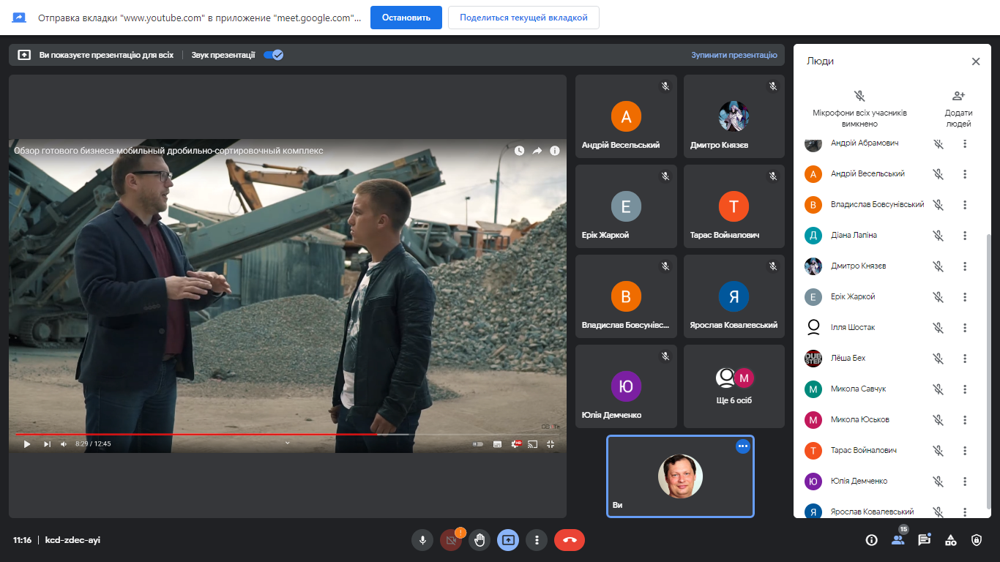 Отправка вкладки "www.youtube.com" в приложение "meet.google.com"...
Остановить
Поделиться текущей вкладкой
Ви показуєте презентацію для всіх
Звук презентації
Зупинити презентацію
Обзор готового бизнеса-мобильный дробильно-сортировочный комплекс
8:29 / 12:45
HD
А
Андрій Весельський
Дмитро Князєв
Е
Ерік Жаркой
Т
Тарас Войналович
В
Владислав Бовсунівс...
Я
Ярослав Ковалевський
Ю
Юлія Демченко
М
Ще 6 осіб
Ви
Люди
Мікрофони всіх учасників
вимкнено
Додати
людей
Андрій Абрамович
А
Андрій Весельський
В
Владислав Бовсунівський
Д
Діана Лапіна
Дмитро Князєв
Е
Ерік Жаркой
Ілля Шостак
DUB
STEP
Лёша Бех
М
Микола Савчук
М
Микола Юськов
Т
Тарас Войналович
Ю
Юлія Демченко
Я
Ярослав Ковалевський
11:16
kcd-zdec-ayi
!
15